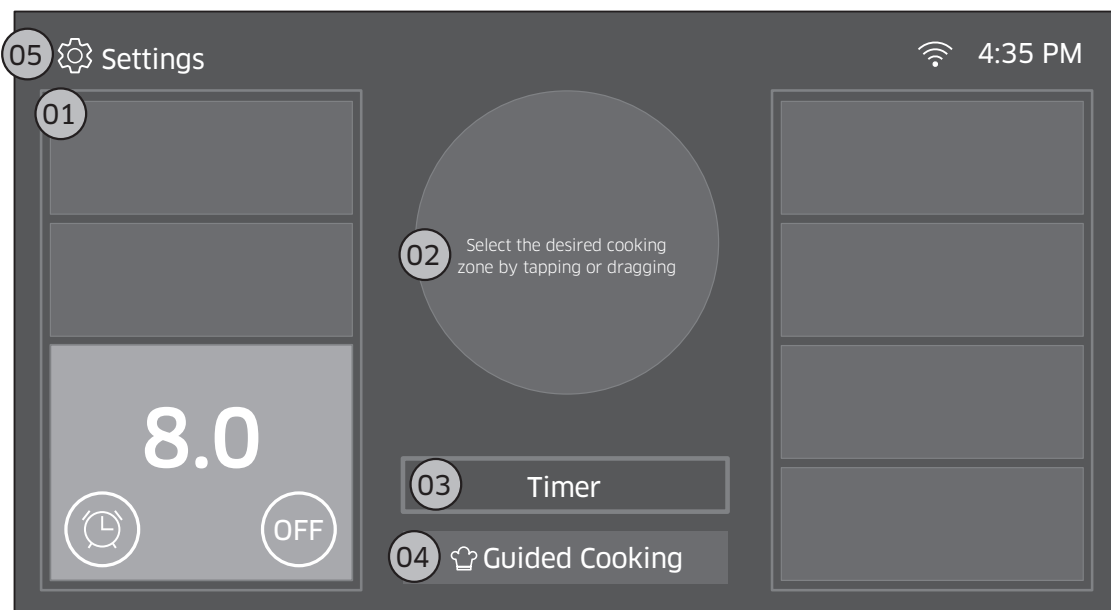 05 Settings 4:35 PM
01
02 Select the desired cooking
zone by tapping or dragging
8.0
OFF
03 Timer
04 Guided Cooking